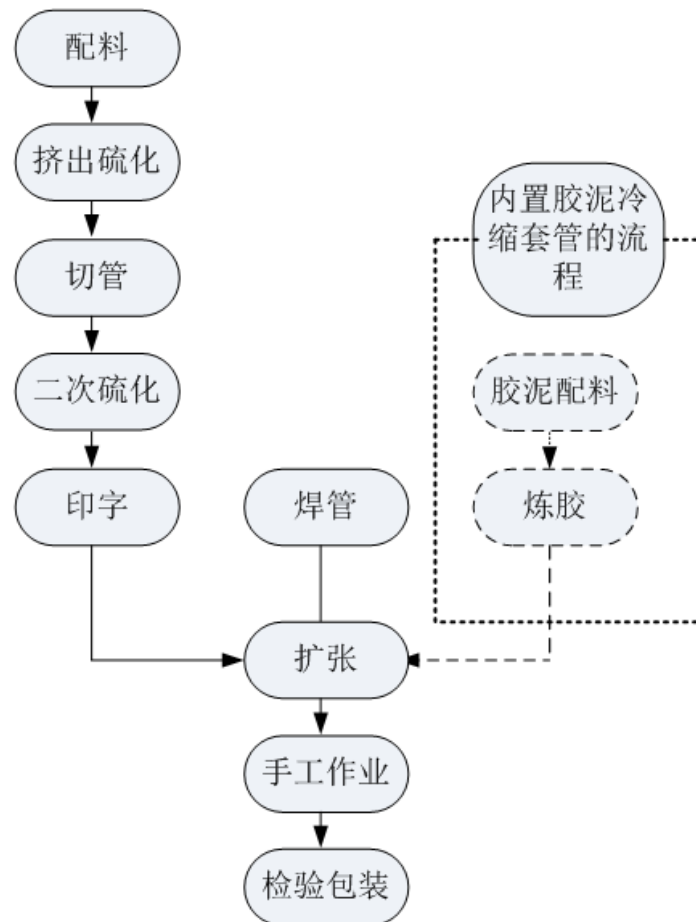 配料
挤出硫化
切管
二次硫化
印字
焊管
内置胶泥冷
缩套管的流
程
胶泥配料
炼胶
扩张
手工作业
检验包装